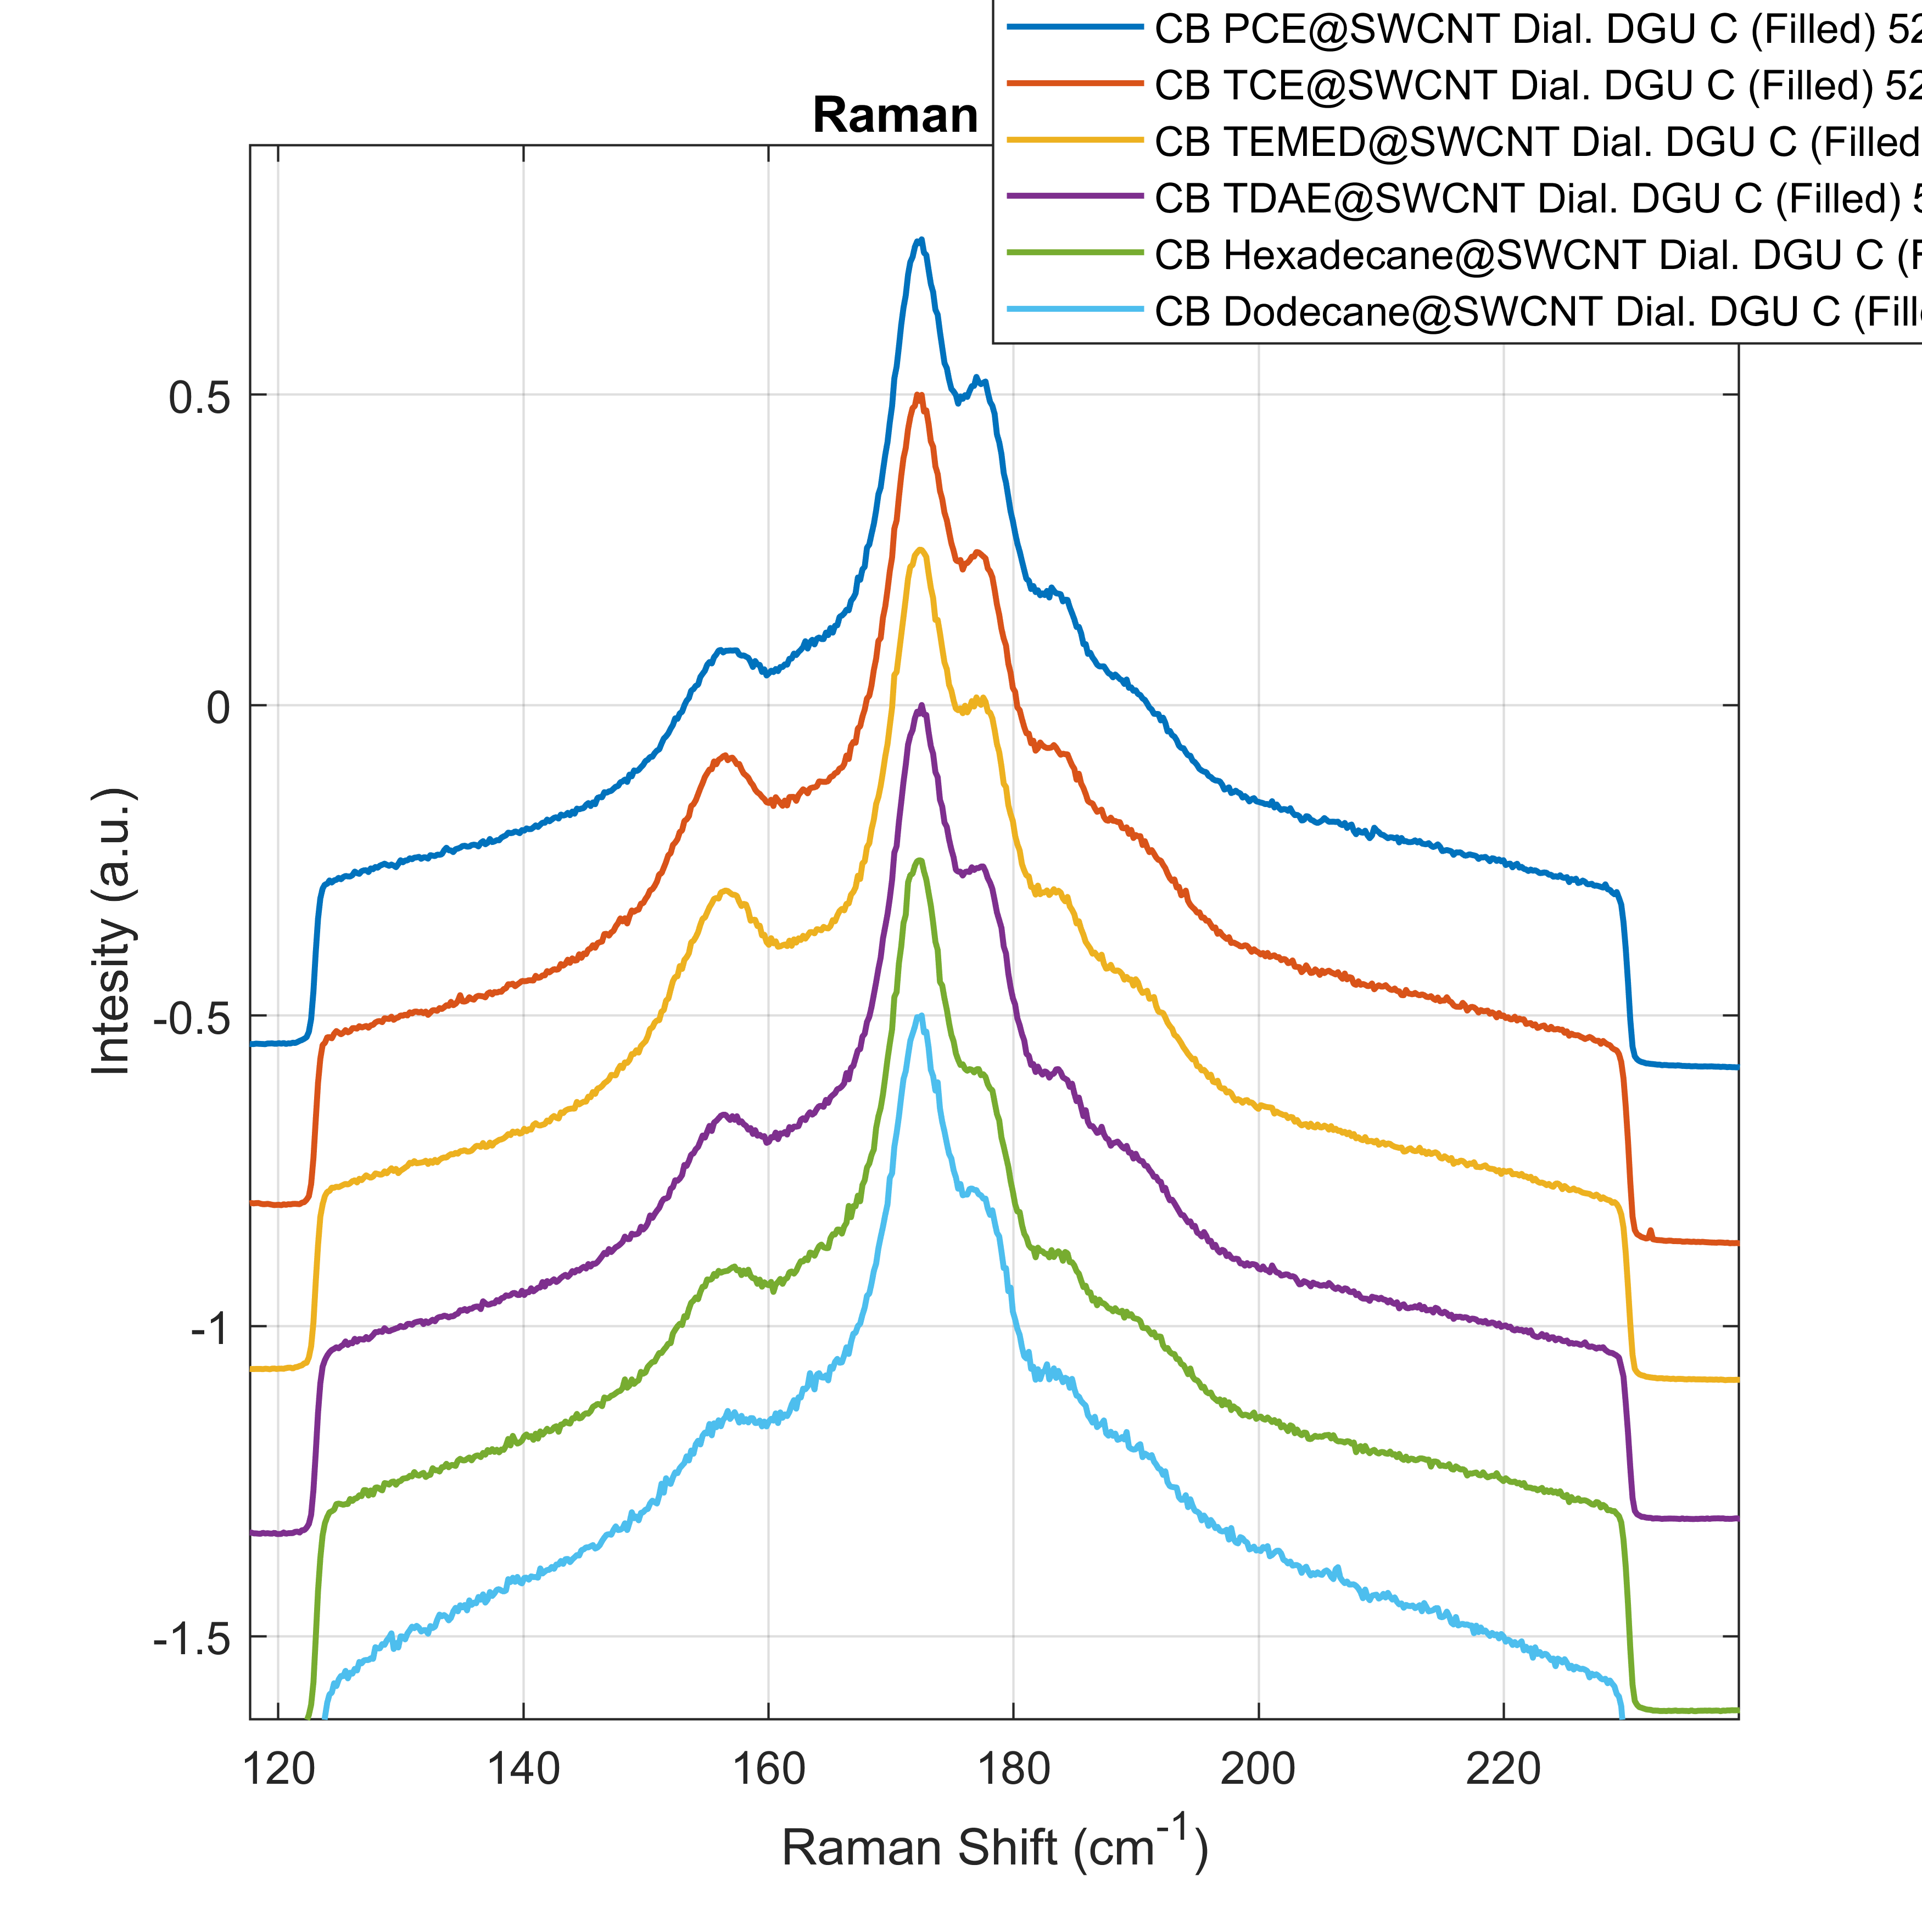 CB PCE@SWCNT Dial. DGU C (Filled) 52
CB TCE@SWCNT Dial. DGU C (Filled) 52
CB TEMED@SWCNT Dial. DGU C (Filled
CB TDAE@SWCNT Dial. DGU C (Filled) 5
CB Hexadecane@SWCNT Dial. DGU C (F
CB Dodecane@SWCNT Dial. DGU C (Fille
Raman
0.5
0
-0.5
-1
-1.5
Intesity (a.u.)
120 140 160 180 200 220
Raman Shift (cm⁻¹)